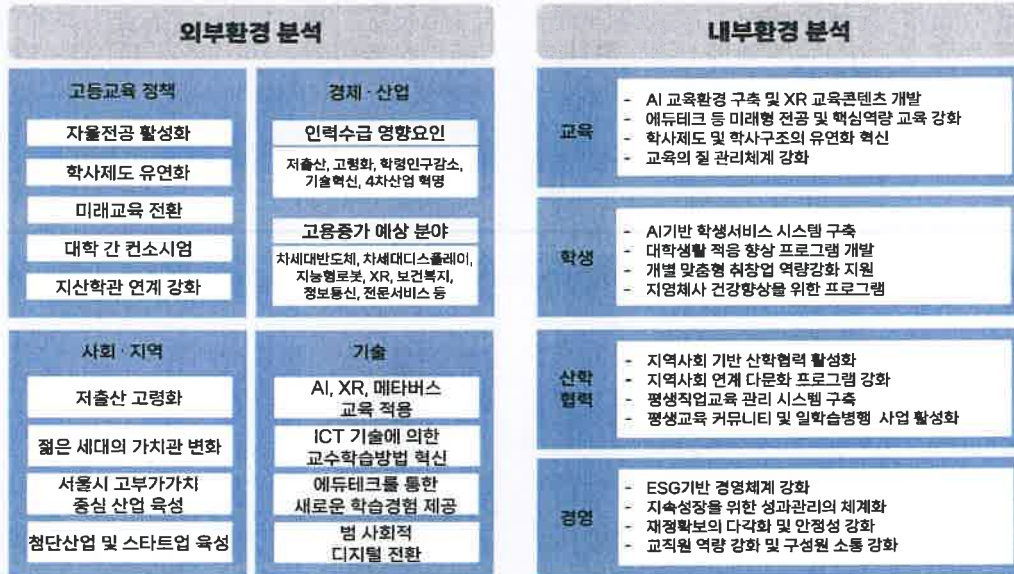 외부환경 분석
고등교육 정책
자율전공 활성화
학사제도 유연화
미래교육 전환
대학 간 컨소시엄
지산학관 연계 강화
경제 · 산업
인력수급 영향요인
저출산, 고령화, 학령인구감소,
기술혁신, 4차산업 혁명
고용증가 예상 분야
차세대반도체, 차세대디스플레이,
지능형로봇, XR, 보건복지,
정보통신, 전문서비스 등
사회 · 지역
저출산 고령화
젊은 세대의 가치관 변화
서울시 고부가가치
중심 산업 육성
첨단산업 및 스타트업 육성
기술
AI, XR, 메타버스
교육 적용
ICT 기술에 의한
교수학습방법 혁신
에듀테크를 통한
새로운 학습경험 제공
범 사회적
디지털 전환
내부환경 분석
교육
- AI 교육환경 구축 및 XR 교육콘텐츠 개발
- 에듀테크 등 미래형 전공 및 핵심역량 교육 강화
- 학사제도 및 학사구조의 유연화 혁신
- 교육의 질 관리체계 강화
학생
- AI기반 학생서비스 시스템 구축
- 대학생활 적응 향상 프로그램 개발
- 개별 맞춤형 취창업 역량강화 지원
- 지영체사 건강향상을 위한 프로그램
산학
협력
- 지역사회 기반 산학협력 활성화
- 지역사회 연계 다문화 프로그램 강화
- 평생직업교육 관리 시스템 구축
- 평생교육 커뮤니티 및 일학습병행 사업 활성화
경영
- ESG기반 경영체계 강화
- 지속성장을 위한 성과관리의 체계화
- 재정확보의 다각화 및 안정성 강화
- 교직원 역량 강화 및 구성원 소통 강화